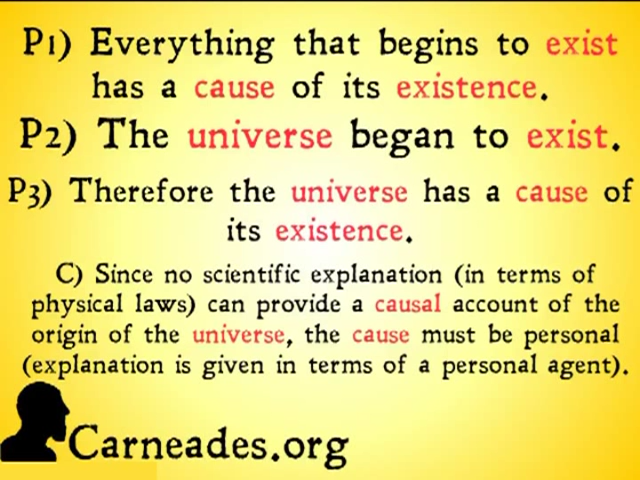 P1) Everything that begins to exist
has a cause of its existence.
P2) The universe began to exist.
P3) Therefore the universe has a cause of
its existence.
C) Since no scientific explanation (in terms of
physical laws) can provide a causal account of the
origin of the universe, the cause must be personal
(explanation is given in terms of a personal agent).
Carneades.org